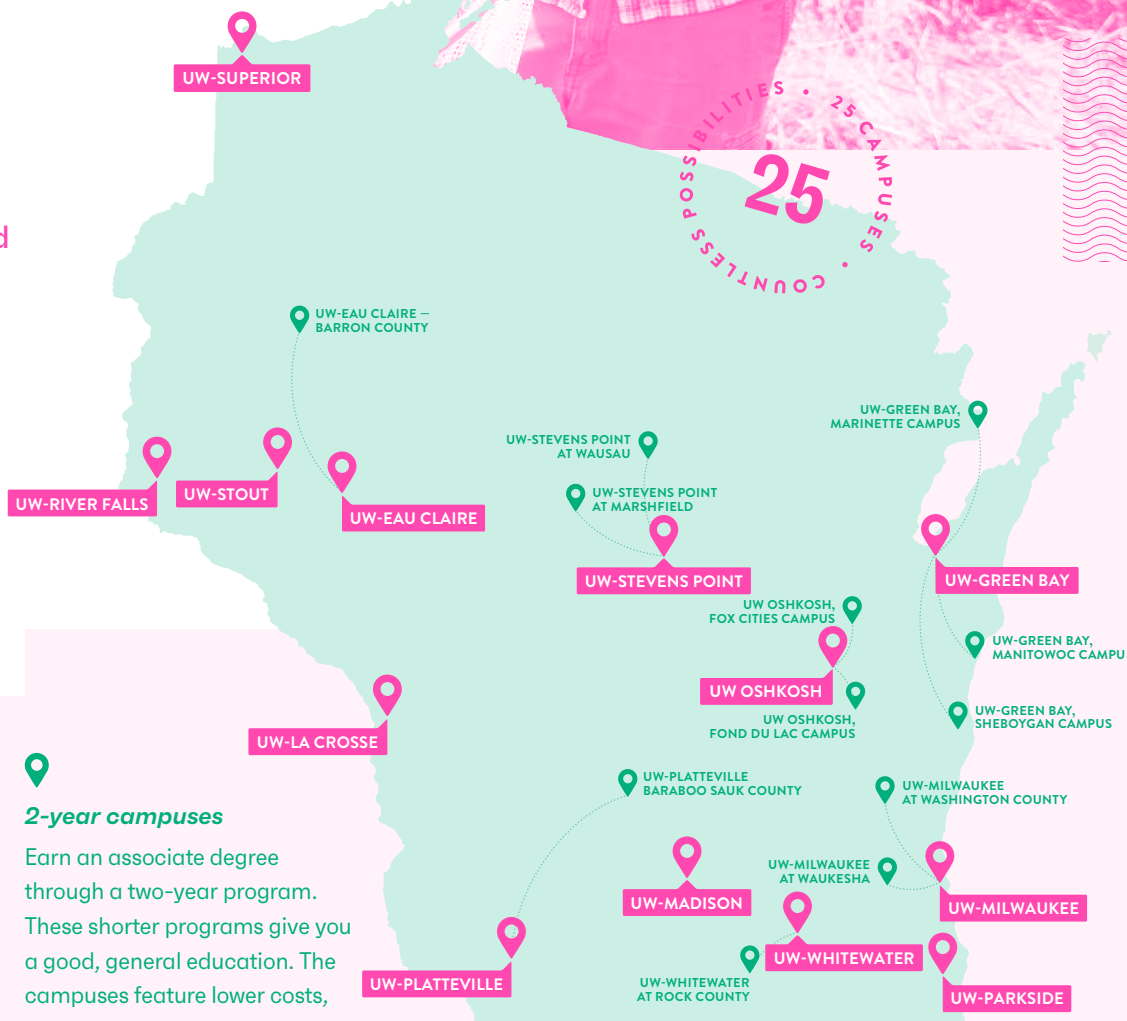 UW-SUPERIOR
25 CAMPUSES • COUNTLESS POSSIBILITIES •
25
d
UW-EAU CLAIRE —
BARRON COUNTY
UW-GREEN BAY,
MARINETTE CAMPUS
UW-STEVENS POINT
AT WAUSAU
UW-RIVER FALLS
UW-STOUT
UW-EAU CLAIRE
UW-STEVENS POINT
AT MARSHFIELD
UW-STEVENS POINT
UW-GREEN BAY
UW OSHKOSH,
FOX CITIES CAMPUS
UW-GREEN BAY,
MANITOWOC CAMPU
UW OSHKOSH
UW OSHKOSH,
FOND DU LAC CAMPUS
UW-GREEN BAY,
SHEBOYGAN CAMPUS
UW-LA CROSSE
UW-PLATTEVILLE
BARABOO SAUK COUNTY
UW-MILWAUKEE
AT WASHINGTON COUNTY
2-year campuses
Earn an associate degree
through a two-year program.
These shorter programs give you
a good, general education. The
campuses feature lower costs,
UW-MILWAUKEE
AT WAUKESHA
UW-MADISON
UW-MILWAUKEE
UW-WHITEWATER
UW-PLATTEVILLE
UW-WHITEWATER
AT ROCK COUNTY
UW-PARKSIDE